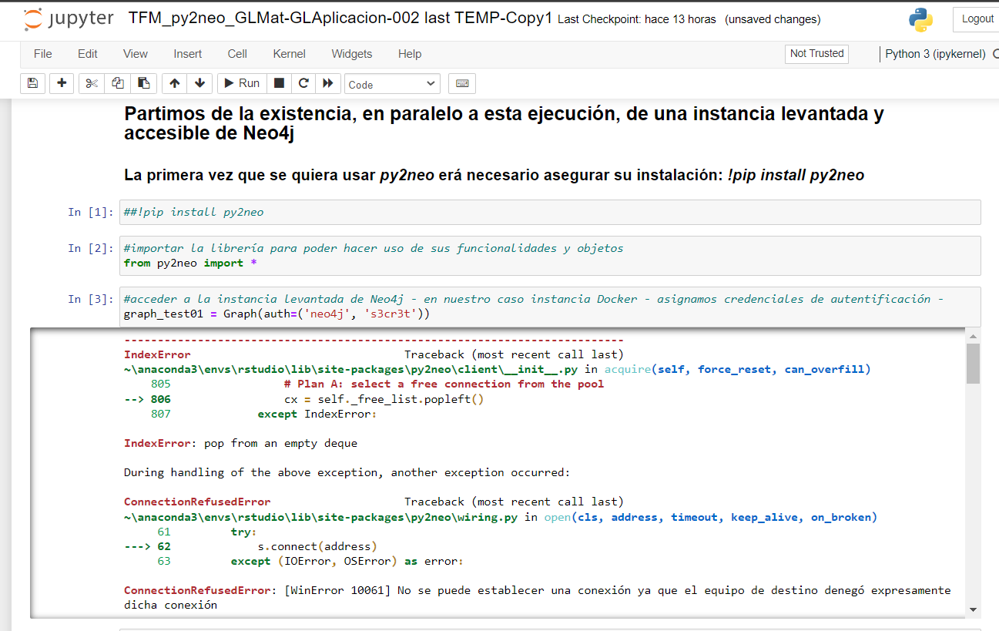 jupyter TFM_py2neo_GLMat-GLAplicacion-002 last TEMP-Copy1 Last Checkpoint: hace 13 horas (unsaved changes) Logout
File Edit View Insert Cell Kernel Widgets Help Not Trusted Python 3 (ipykernel)
Run Code
Partimos de la existencia, en paralelo a esta ejecución, de una instancia levantada y
accesible de Neo4j
La primera vez que se quiera usar py2neo erá necesario asegurar su instalación: !pip install py2neo
In [1]: ##!pip install py2neo
In [2]: #importar la librería para poder hacer uso de sus funcionalidades y objetos
from py2neo import *
In [3]: #acceder a la instancia levantada de Neo4j - en nuestro caso instancia Docker - asignamos credenciales de autentificación -
graph_test01 = Graph(auth=('neo4j', 's3cr3t'))
---------------------------------------------------------------------------
IndexError Traceback (most recent call last)
~\anaconda3\envs\rstudio\lib\site-packages\py2neo\client\__init__.py in acquire(self, force_reset, can_overfill)
805 # Plan A: select a free connection from the pool
--> 806 cx = self._free_list.popleft()
807 except IndexError:
IndexError: pop from an empty deque
During handling of the above exception, another exception occurred:
ConnectionRefusedError Traceback (most recent call last)
~\anaconda3\envs\rstudio\lib\site-packages\py2neo\wiring.py in open(cls, address, timeout, keep_alive, on_broken)
61 try:
---> 62 s.connect(address)
63 except (IOError, OSError) as error:
ConnectionRefusedError: [WinError 10061] No se puede establecer una conexión ya que el equipo de destino denegó expresamente
dicha conexión